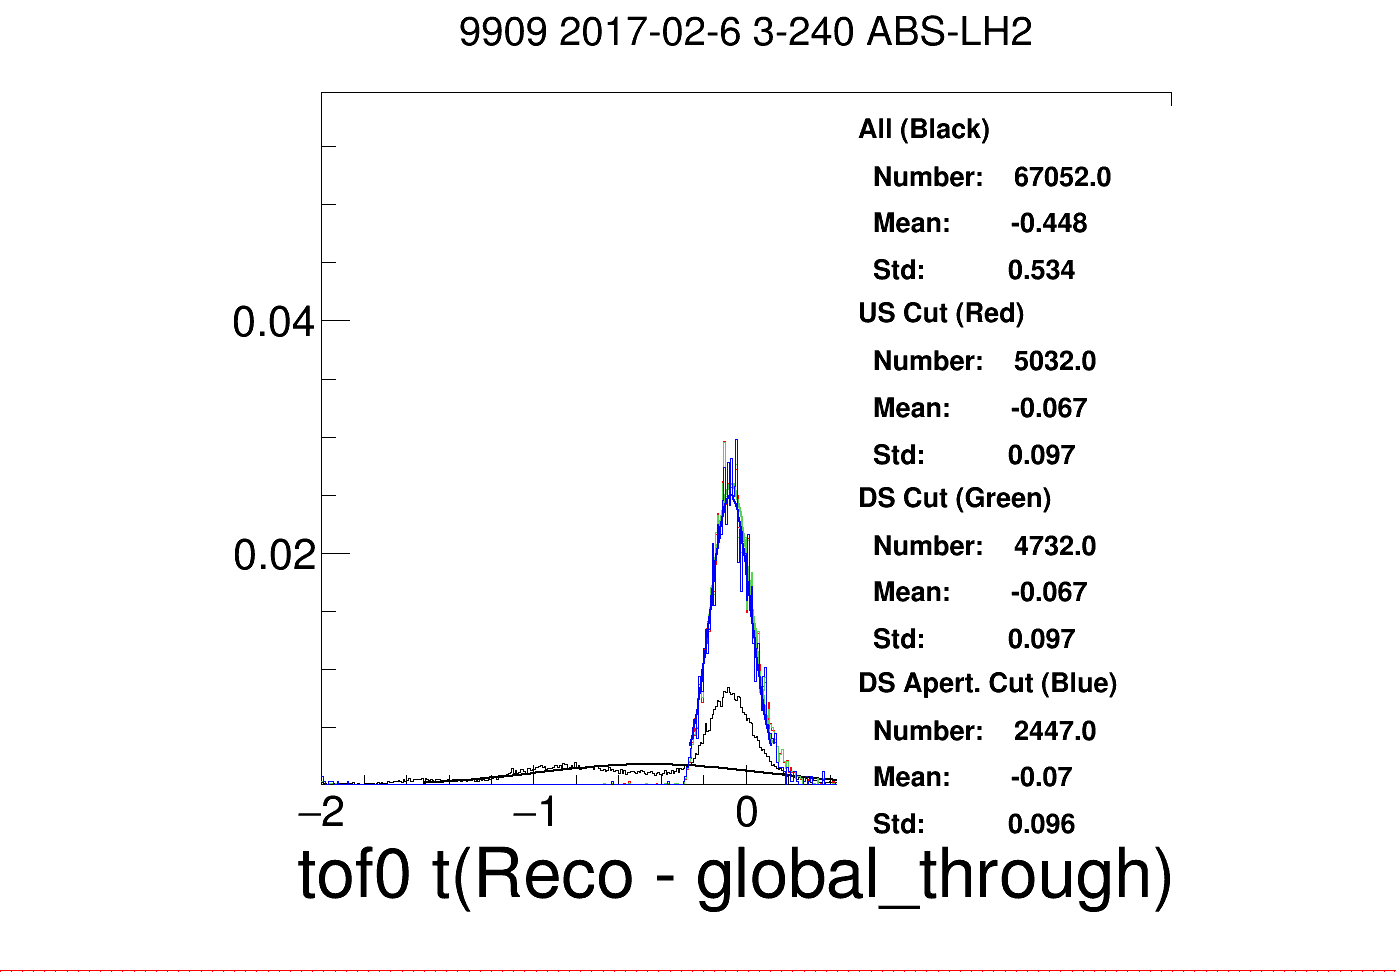 9909 2017-02-6 3-240 ABS-LH2
All (Black)
Number: 67052.0
Mean: -0.448
Std: 0.534
US Cut (Red)
Number: 5032.0
Mean: -0.067
Std: 0.097
DS Cut (Green)
Number: 4732.0
Mean: -0.067
Std: 0.097
DS Apert. Cut (Blue)
Number: 2447.0
Mean: -0.07
Std: 0.096
0.04
0.02
−2 −1 0
tof0 t(Reco - global_through)